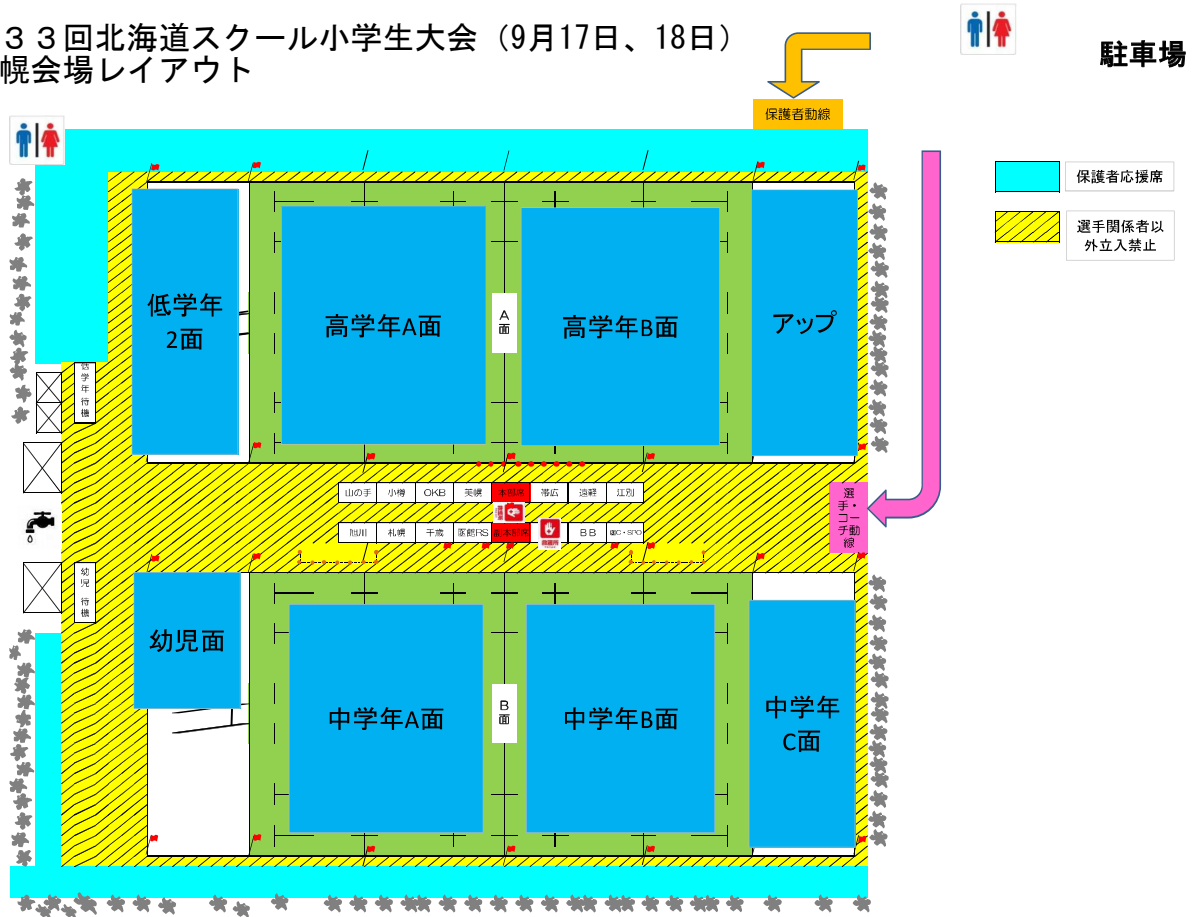 ３３回北海道スクール小学生大会（9月17日、18日）
幌会場レイアウト
駐車場
保護者動線
保護者応援席
選手関係者以
外立入禁止
低学年
2面
高学年A面
A
面
高学年B面
アップ
低学年待機
山の手 小樽 OKB 英幌 本部席 帯広 遠軽 江別
旭川 札幌 千歳 函館RS 副本部席 BB
選手・コーチ動線
幼児待機
幼児面
中学年A面
B
面
中学年B面
中学年
C面